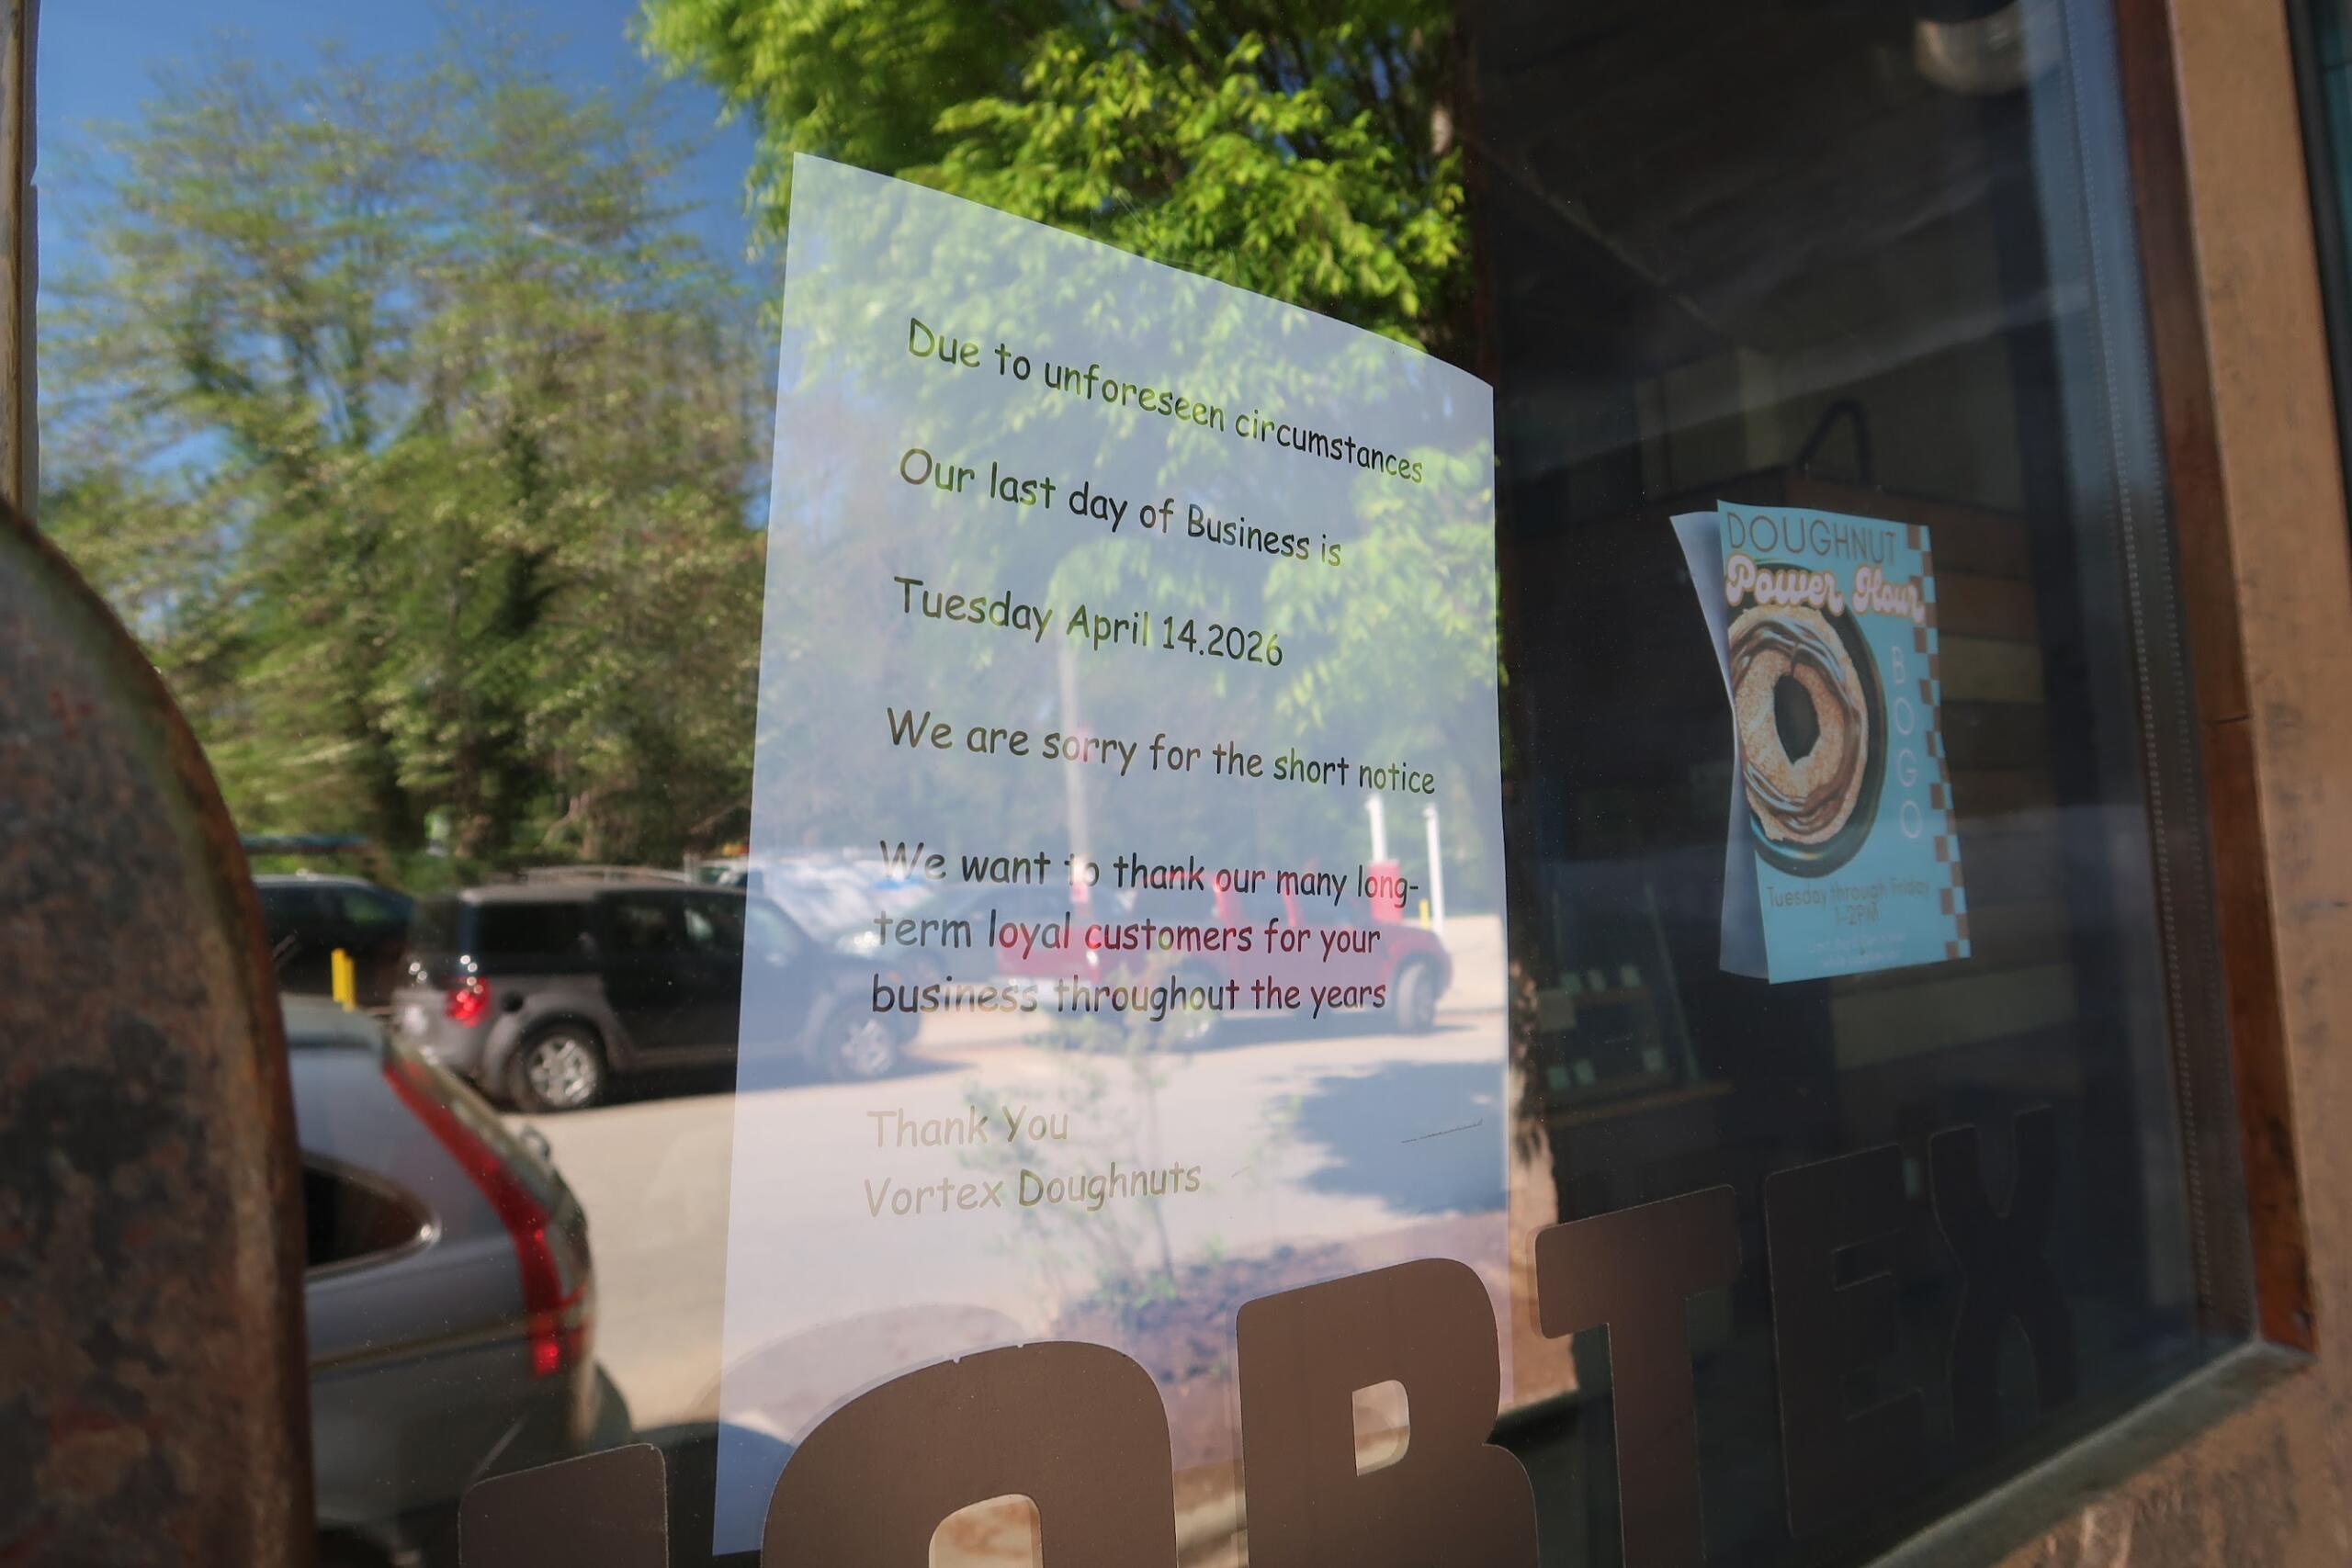 Due to unforeseen circumstances
Our last day of Business is
Tuesday April 14.2026
We are sorry for the short notice
We want to thank our many long-
term loyal customers for your
business throughout the years
Thank You
Vortex Doughnuts
DOUGHNUT
Power Hour
BOGO
Tuesday through Friday
1-2PM
ORTEX